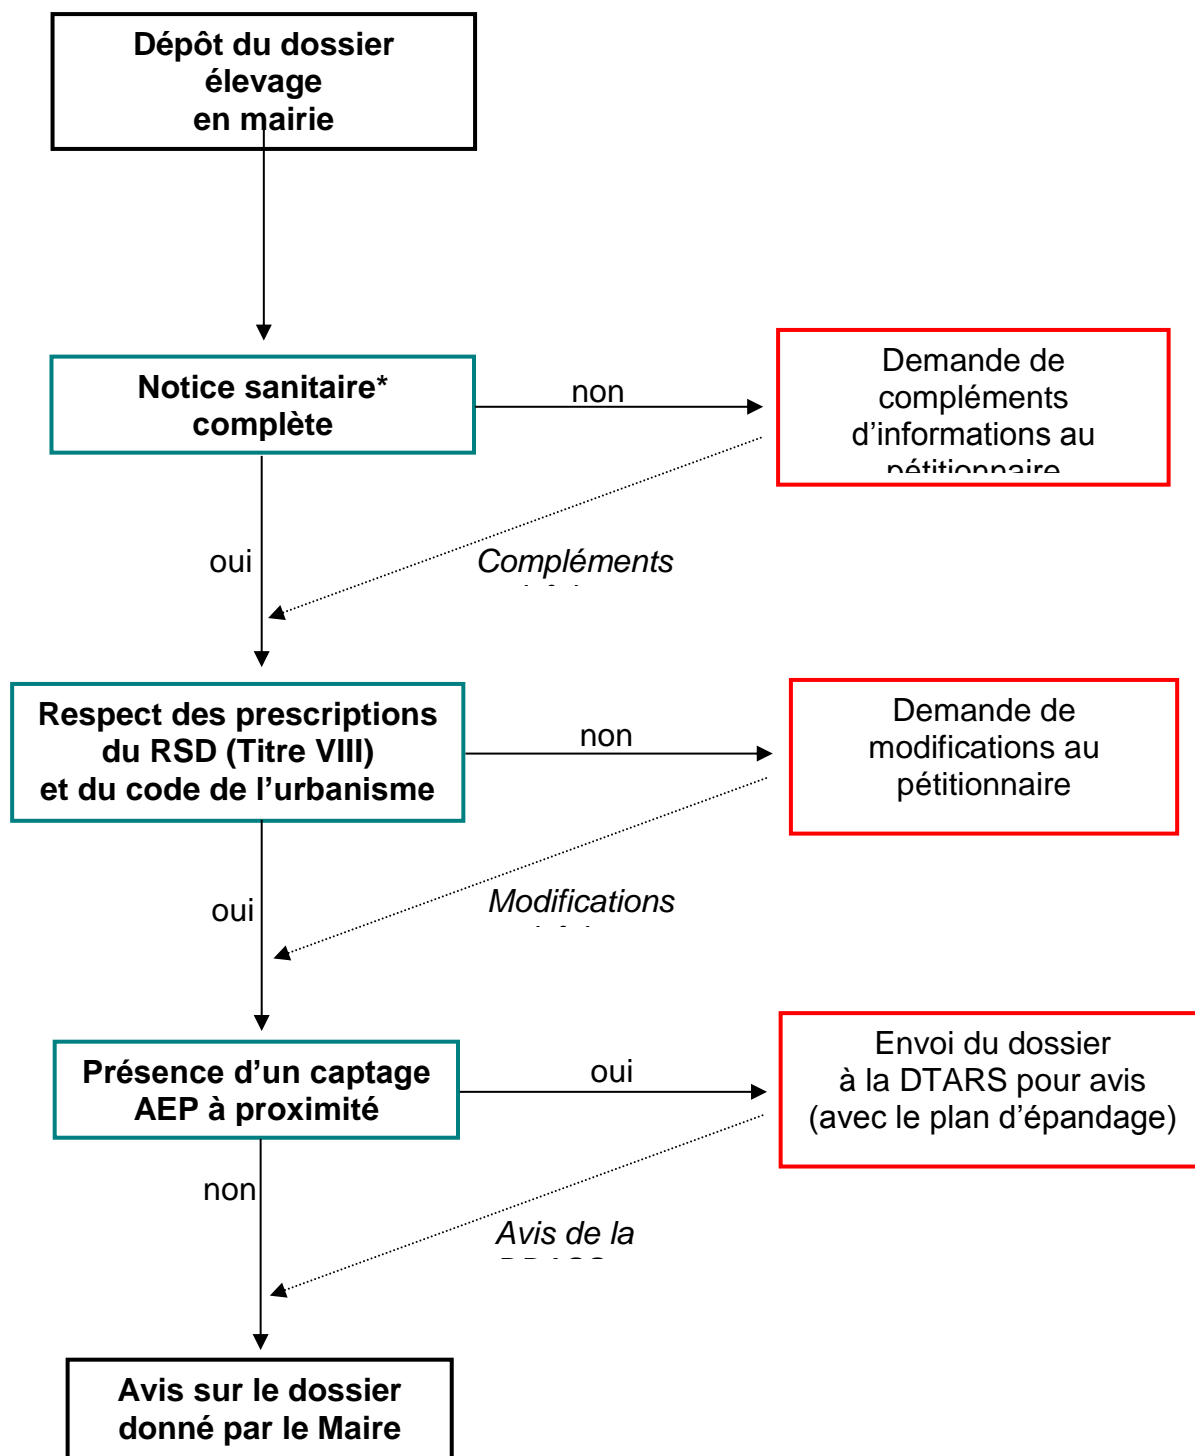 Dépôt du dossier
élevage
en mairie
Notice sanitaire*
complète
non
Demande de
compléments
d’informations au
pétitionnaire
oui
Compléments
Respect des prescriptions
du RSD (Titre VIII)
et du code de l’urbanisme
non
Demande de
modifications au
pétitionnaire
oui
Modifications
Présence d’un captage
AEP à proximité
oui
Envoi du dossier
à la DTARS pour avis
(avec le plan d’épandage)
non
Avis de la
Avis sur le dossier
donné par le Maire